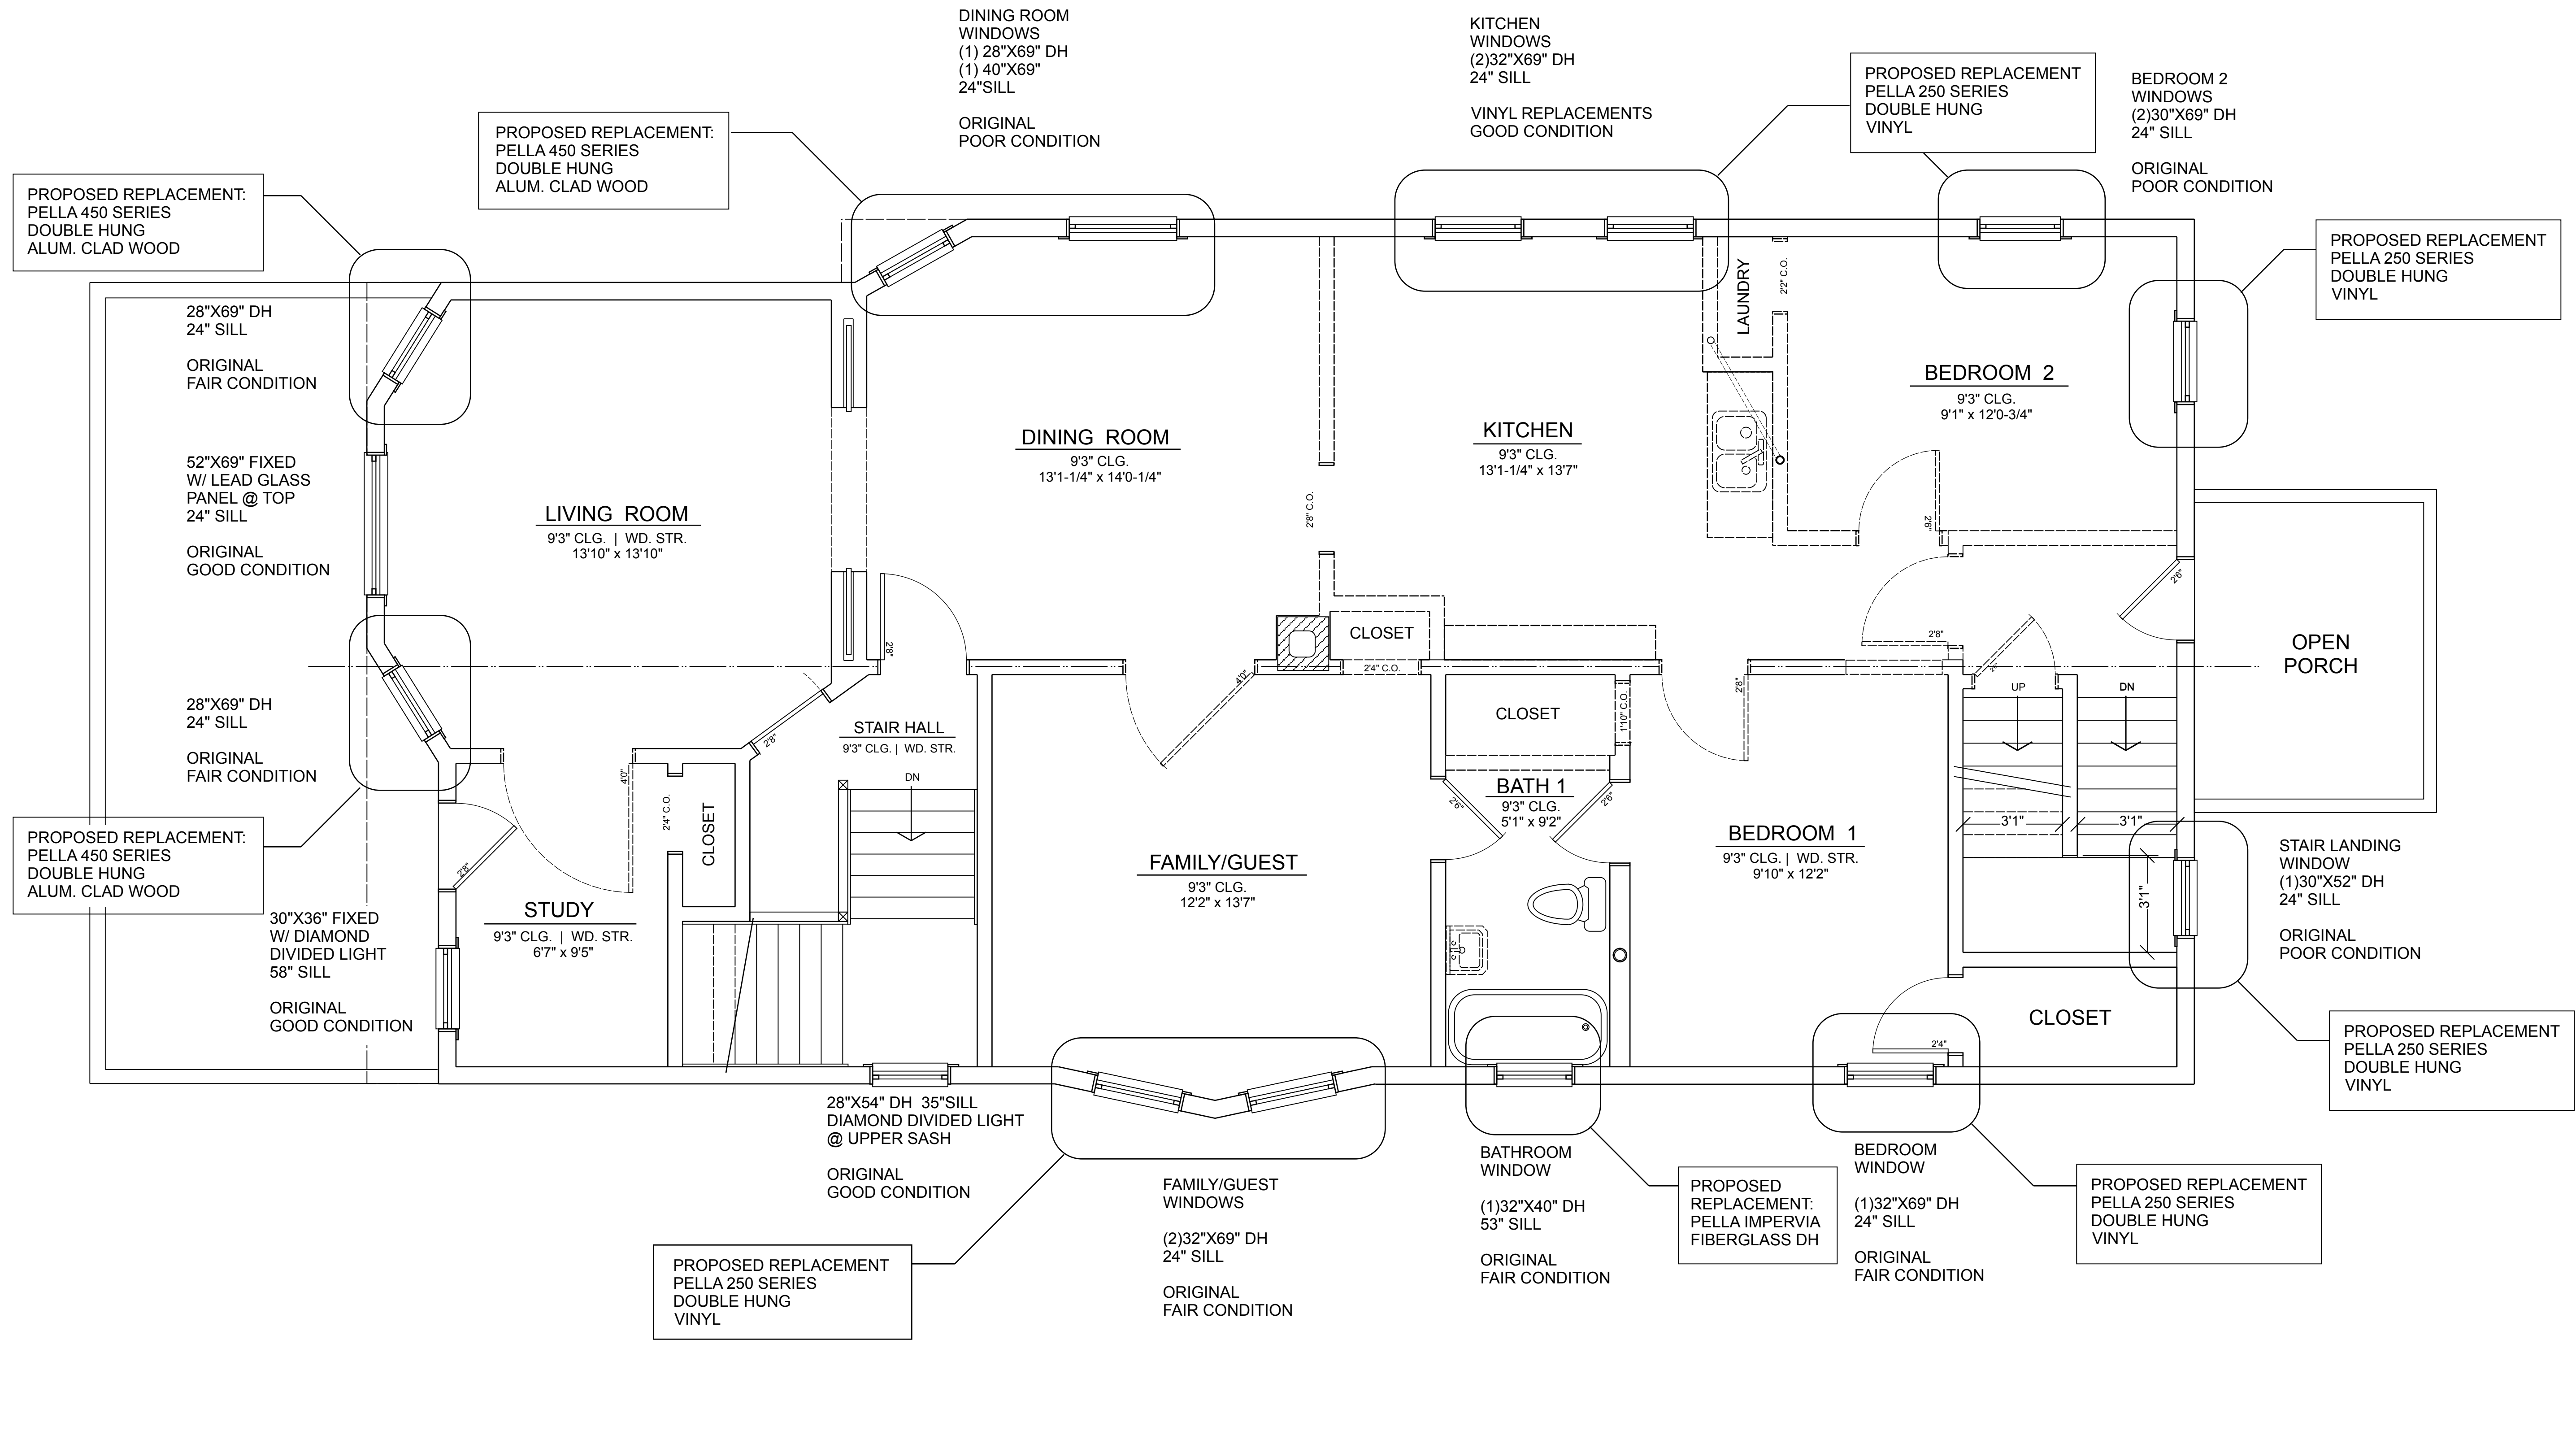 DINING ROOM
WINDOWS
(1) 28"X69" DH
(1) 40"X69"
24"SILL
ORIGINAL
POOR CONDITION
KITCHEN
WINDOWS
(2)32"X69" DH
24" SILL
VINYL REPLACEMENTS
GOOD CONDITION
PROPOSED REPLACEMENT
PELLA 250 SERIES
DOUBLE HUNG
VINYL
BEDROOM 2
WINDOWS
(2)30"X69" DH
24" SILL
ORIGINAL
POOR CONDITION
PROPOSED REPLACEMENT:
PELLA 450 SERIES
DOUBLE HUNG
ALUM. CLAD WOOD
PROPOSED REPLACEMENT:
PELLA 450 SERIES
DOUBLE HUNG
ALUM. CLAD WOOD
PROPOSED REPLACEMENT
PELLA 250 SERIES
DOUBLE HUNG
VINYL
28"X69" DH
24" SILL
ORIGINAL
FAIR CONDITION
52"X69" FIXED
W/ LEAD GLASS
PANEL @ TOP
24" SILL
ORIGINAL
GOOD CONDITION
28"X69" DH
24" SILL
ORIGINAL
FAIR CONDITION
PROPOSED REPLACEMENT:
PELLA 450 SERIES
DOUBLE HUNG
ALUM. CLAD WOOD
30"X36" FIXED
W/ DIAMOND
DIVIDED LIGHT
58" SILL
ORIGINAL
GOOD CONDITION
LIVING ROOM
9'3" CLG. | WD. STR.
13'10" x 13'10"
DINING ROOM
9'3" CLG.
13'1-1/4" x 14'0-1/4"
2'8" C.O.
KITCHEN
9'3" CLG.
13'1-1/4" x 13'7"
LAUNDRY
2'2" C.O.
BEDROOM 2
9'3" CLG.
9'1" x 12'0-3/4"
2'6"
2'6"
2'8"
OPEN
PORCH
2'8"
CLOSET
2'4" C.O.
4'0"
STAIR HALL
9'3" CLG. | WD. STR.
2'8"
DN
4'0"
2'4" C.O.
CLOSET
2'8"
STUDY
9'3" CLG. | WD. STR.
6'7" x 9'5"
FAMILY/GUEST
9'3" CLG.
12'2" x 13'7"
CLOSET
1'10" C.O.
2'8"
BATH 1
9'3" CLG.
5'1" x 9'2"
2'6"
2'6"
BEDROOM 1
9'3" CLG. | WD. STR.
9'10" x 12'2"
UP
DN
3'1"
3'1"
3'1"
CLOSET
2'4"
STAIR LANDING
WINDOW
(1)30"X52" DH
24" SILL
ORIGINAL
POOR CONDITION
PROPOSED REPLACEMENT
PELLA 250 SERIES
DOUBLE HUNG
VINYL
28"X54" DH 35"SILL
DIAMOND DIVIDED LIGHT
@ UPPER SASH
ORIGINAL
GOOD CONDITION
PROPOSED REPLACEMENT
PELLA 250 SERIES
DOUBLE HUNG
VINYL
FAMILY/GUEST
WINDOWS
(2)32"X69" DH
24" SILL
ORIGINAL
FAIR CONDITION
BATHROOM
WINDOW
(1)32"X40" DH
53" SILL
ORIGINAL
FAIR CONDITION
PROPOSED
REPLACEMENT:
PELLA IMPERVIA
FIBERGLASS DH
BEDROOM
WINDOW
(1)32"X69" DH
24" SILL
ORIGINAL
FAIR CONDITION
PROPOSED REPLACEMENT
PELLA 250 SERIES
DOUBLE HUNG
VINYL